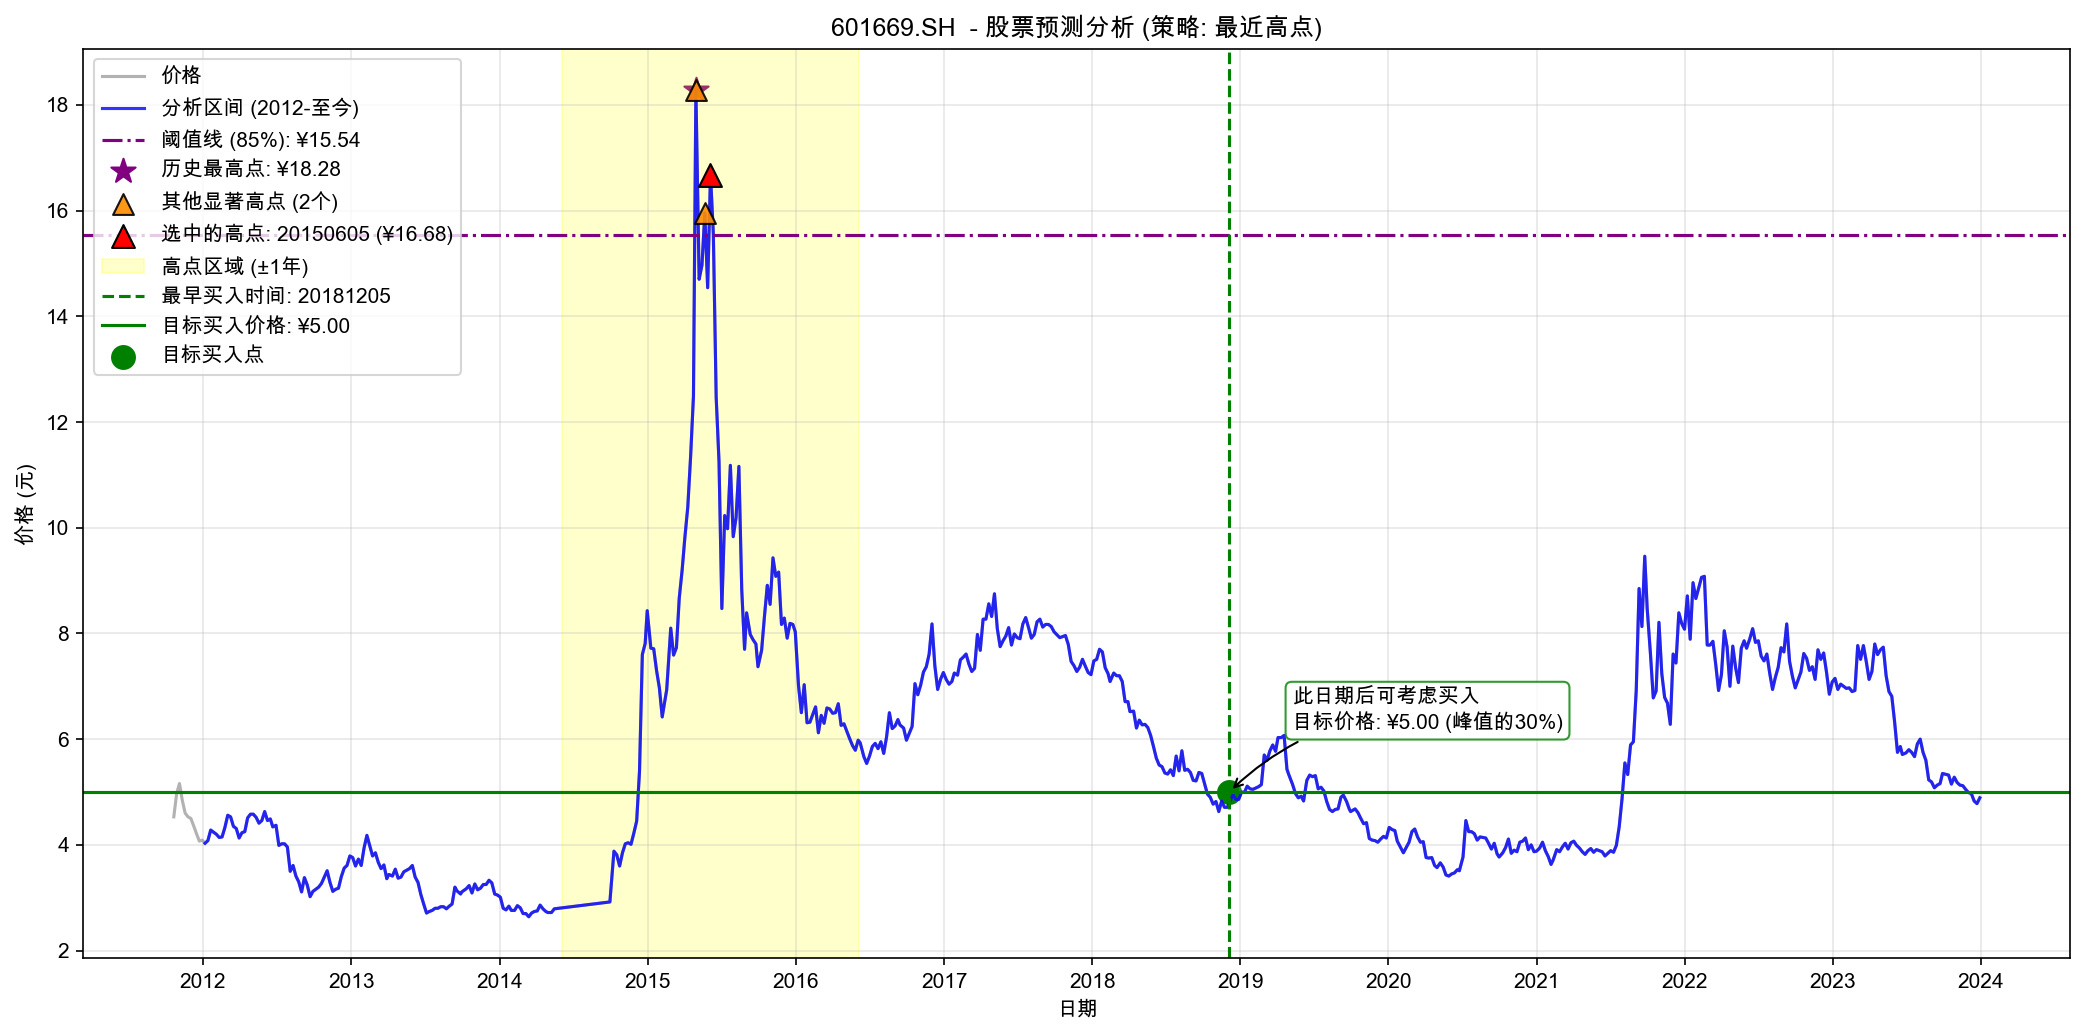 601669.SH - 股票预测分析 (策略: 最近高点)
价格
分析区间 (2012-至今)
阈值线 (85%): ¥15.54
历史最高点: ¥18.28
其他显著高点 (2个)
选中的高点: 20150605 (¥16.68)
高点区域 (±1年)
最早买入时间: 20181205
目标买入价格: ¥5.00
目标买入点
18
16
14
12
10
8
6
4
2
价格 (元)
此日期后可考虑买入
目标价格: ¥5.00 (峰值的30%)
2012
2013
2014
2015
2016
2017
2018
2019
2020
2021
2022
2023
2024
日期